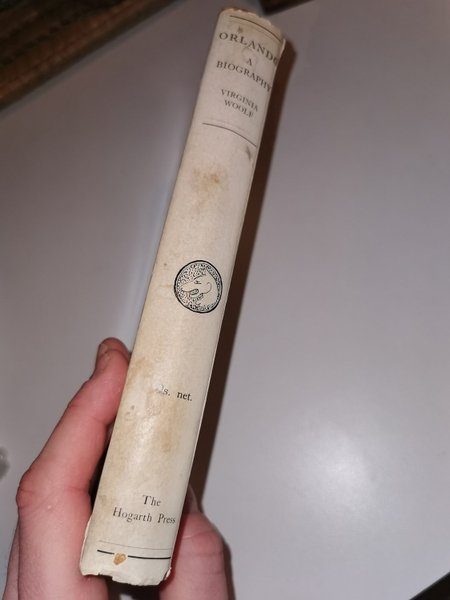 ORLANDO
A
BIOGRAPHY
VIRGINIA
WOOLF
s. net.
The
Hogarth Press